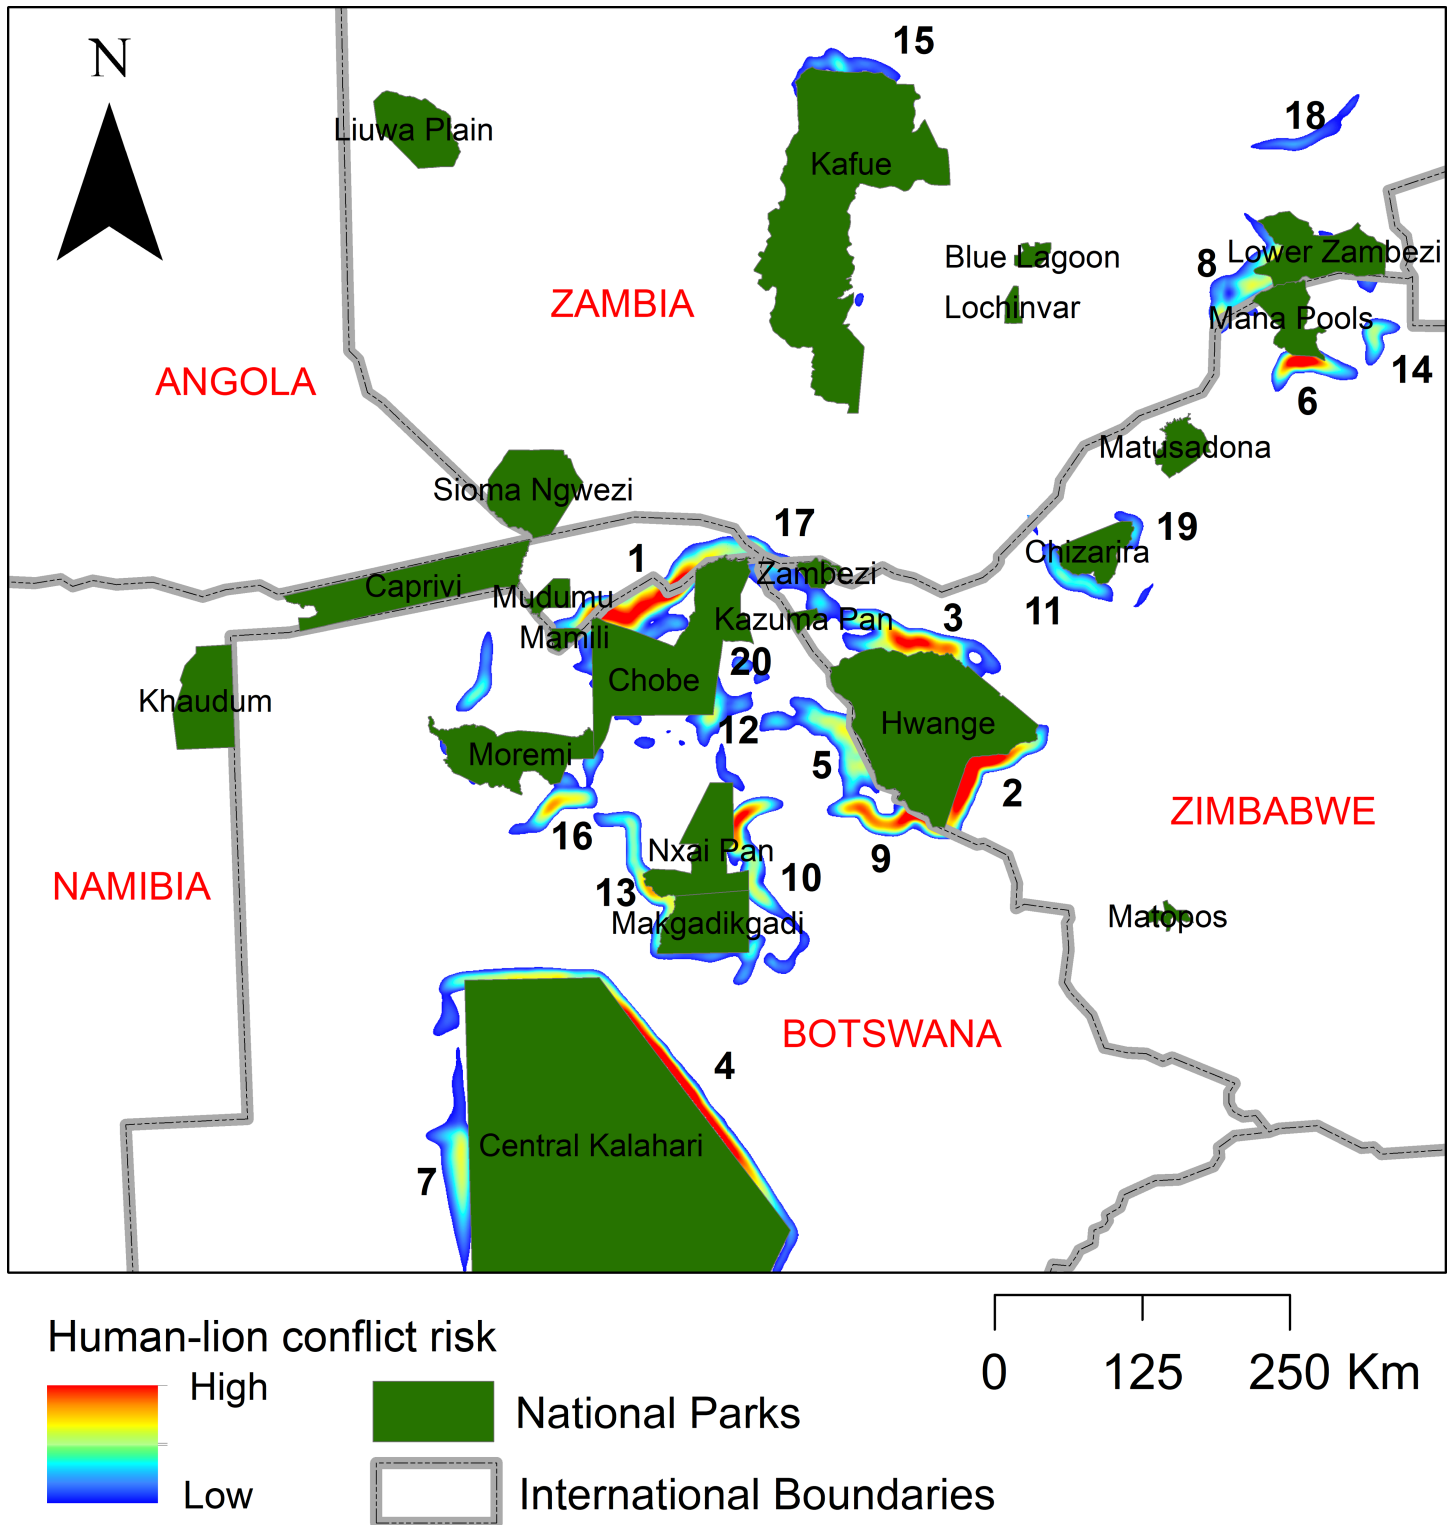 15
N
18
Liuwa Plain
Kafue
Blue Lagoon
Lower Zambezi
8
ZAMBIA
Lochinvar
Mana Pools
14
ANGOLA
6
Matusadona
Sioma Ngwezi
17
19
1
Chizarira
Caprivi
Zambezi
Mudumu
11
3
Kazuma Pan
Mamili
20
Chobe
Khaudum
Hwange
12
Moremi
5
2
16
ZIMBABWE
Nxai Pan
9
10
NAMIBIA
13
Makgadikgadi
Matopos
BOTSWANA
4
Central Kalahari
7
Human-lion conflict risk
High
Low
National Parks
International Boundaries
0 125 250 Km